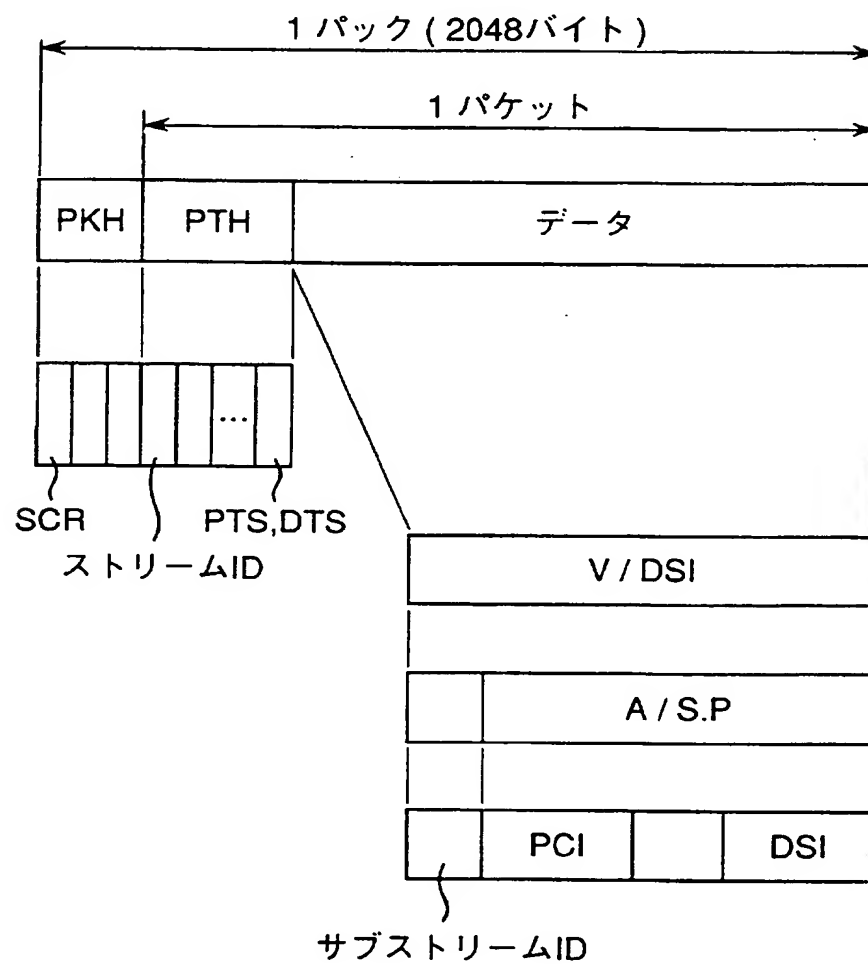 1 パック ( 2048バイト )
1 パケット
PKH PTH データ
...
SCR PTS,DTS
ストリームID
V / DSI
A / S.P
PCI DSI
サブストリームID